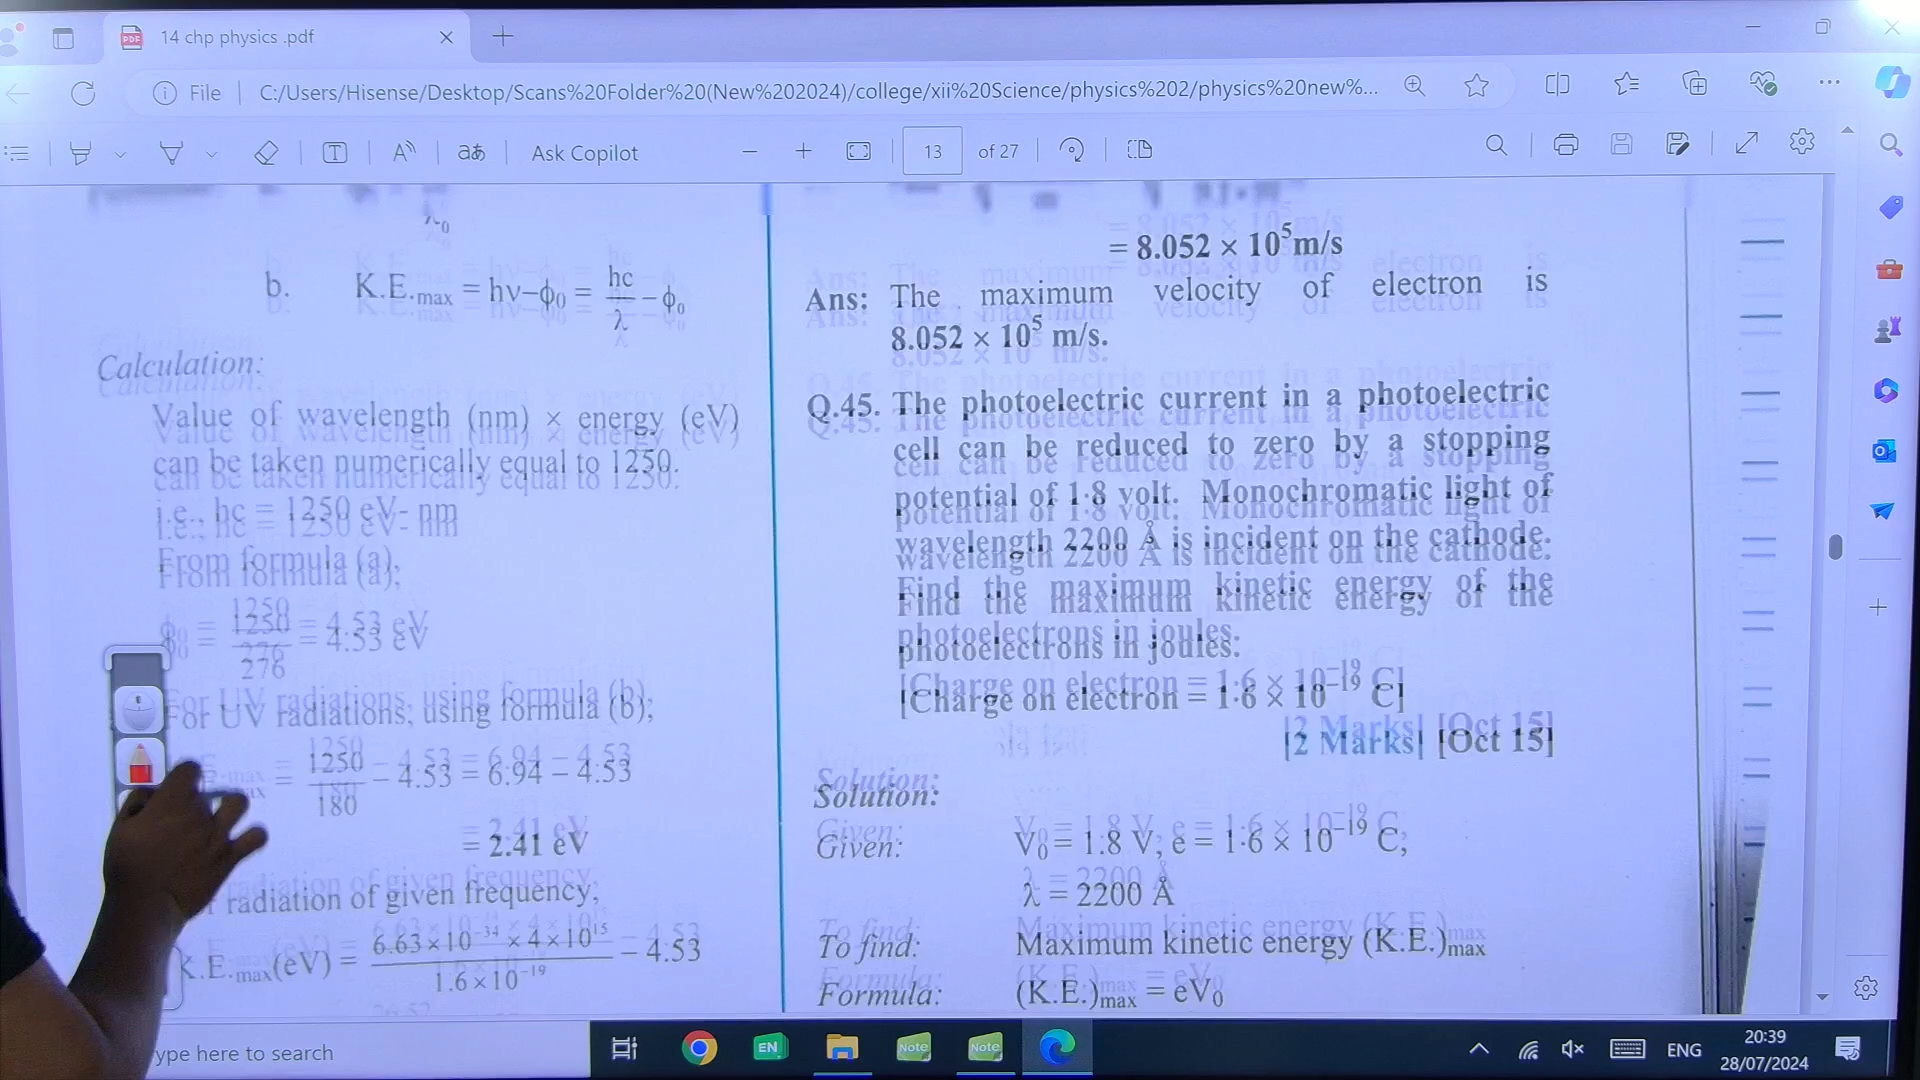 14 chp physics .pdf
File
C:/Users/Hisense/Desktop/Scans%20Folder%20(New%202024)/college/xii%20Science/physics%202/physics%20new%...
Ask Copilot
13 of 27
λ₀
b. K.E.max = hν–ϕ₀ = hc/λ – ϕ₀
Calculation:
Value of wavelength (nm) × energy (eV)
can be taken numerically equal to 1250.
i.e., hc = 1250 eV- nm
From formula (a),
ϕ₀ = 1250/276 = 4.53 eV
For UV radiations, using formula (b),
max = 1250/180 – 4.53 = 6.94 – 4.53
= 2.41 eV
radiation of given frequency,
K.E.max(eV) = 6.63×10⁻³⁴ ×4×10¹⁵/1.6×10⁻¹⁹ – 4.53
= 8.052 × 10⁵m/s
Ans: The maximum velocity of electron is
8.052 × 10⁵ m/s.
Q.45. The photoelectric current in a photoelectric
cell can be reduced to zero by a stopping
potential of 1·8 volt. Monochromatic light of
wavelength 2200 Å is incident on the cathode.
Find the maximum kinetic energy of the
photoelectrons in joules.
[Charge on electron = 1·6 × 10⁻¹⁹ C]
[2 Marks] [Oct 15]
Solution:
Given: V₀ = 1.8 V, e = 1·6 × 10⁻¹⁹ C,
λ = 2200 Å
To find: Maximum kinetic energy (K.E.)max
Formula: (K.E.)max = eV₀
ype here to search
EN
Note
Note
ENG
20:39
28/07/2024